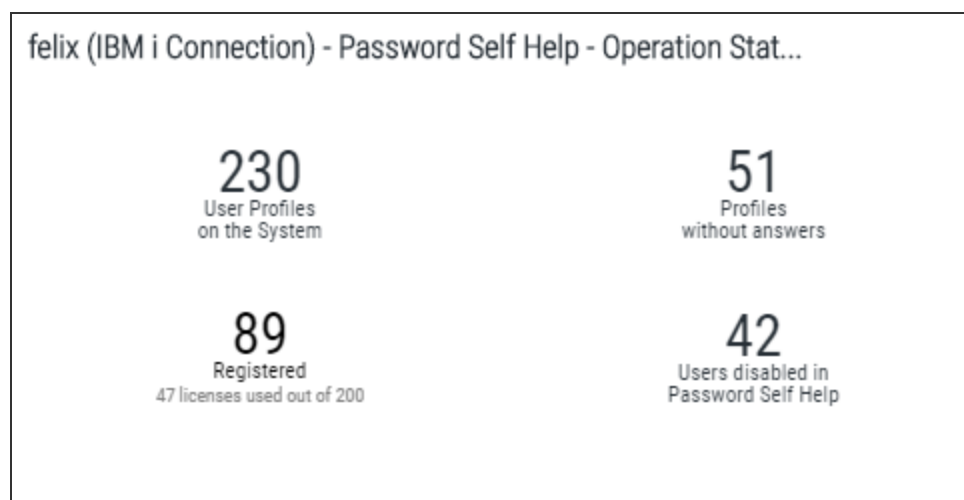 felix (IBM i Connection) - Password Self Help - Operation Stat...
230
User Profiles
on the System
51
Profiles
without answers
89
Registered
47 licenses used out of 200
42
Users disabled in
Password Self Help